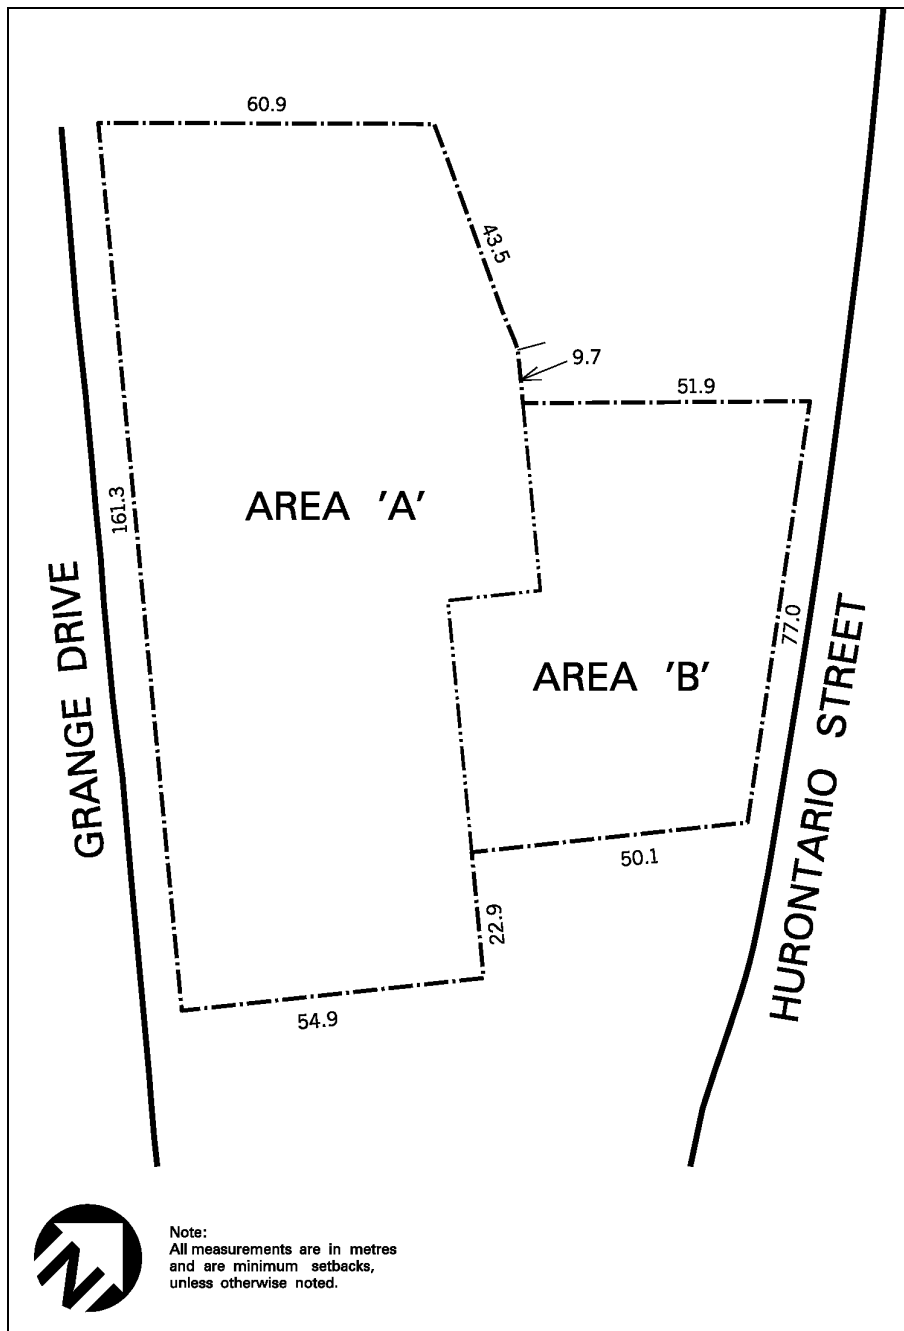 60.9
43.5
9.7
51.9
AREA 'A'
161.3
GRANGE DRIVE
AREA 'B'
77.0
HURONTARIO STREET
50.1
22.9
54.9
N
Note:
All measurements are in metres
and are minimum setbacks,
unless otherwise noted.